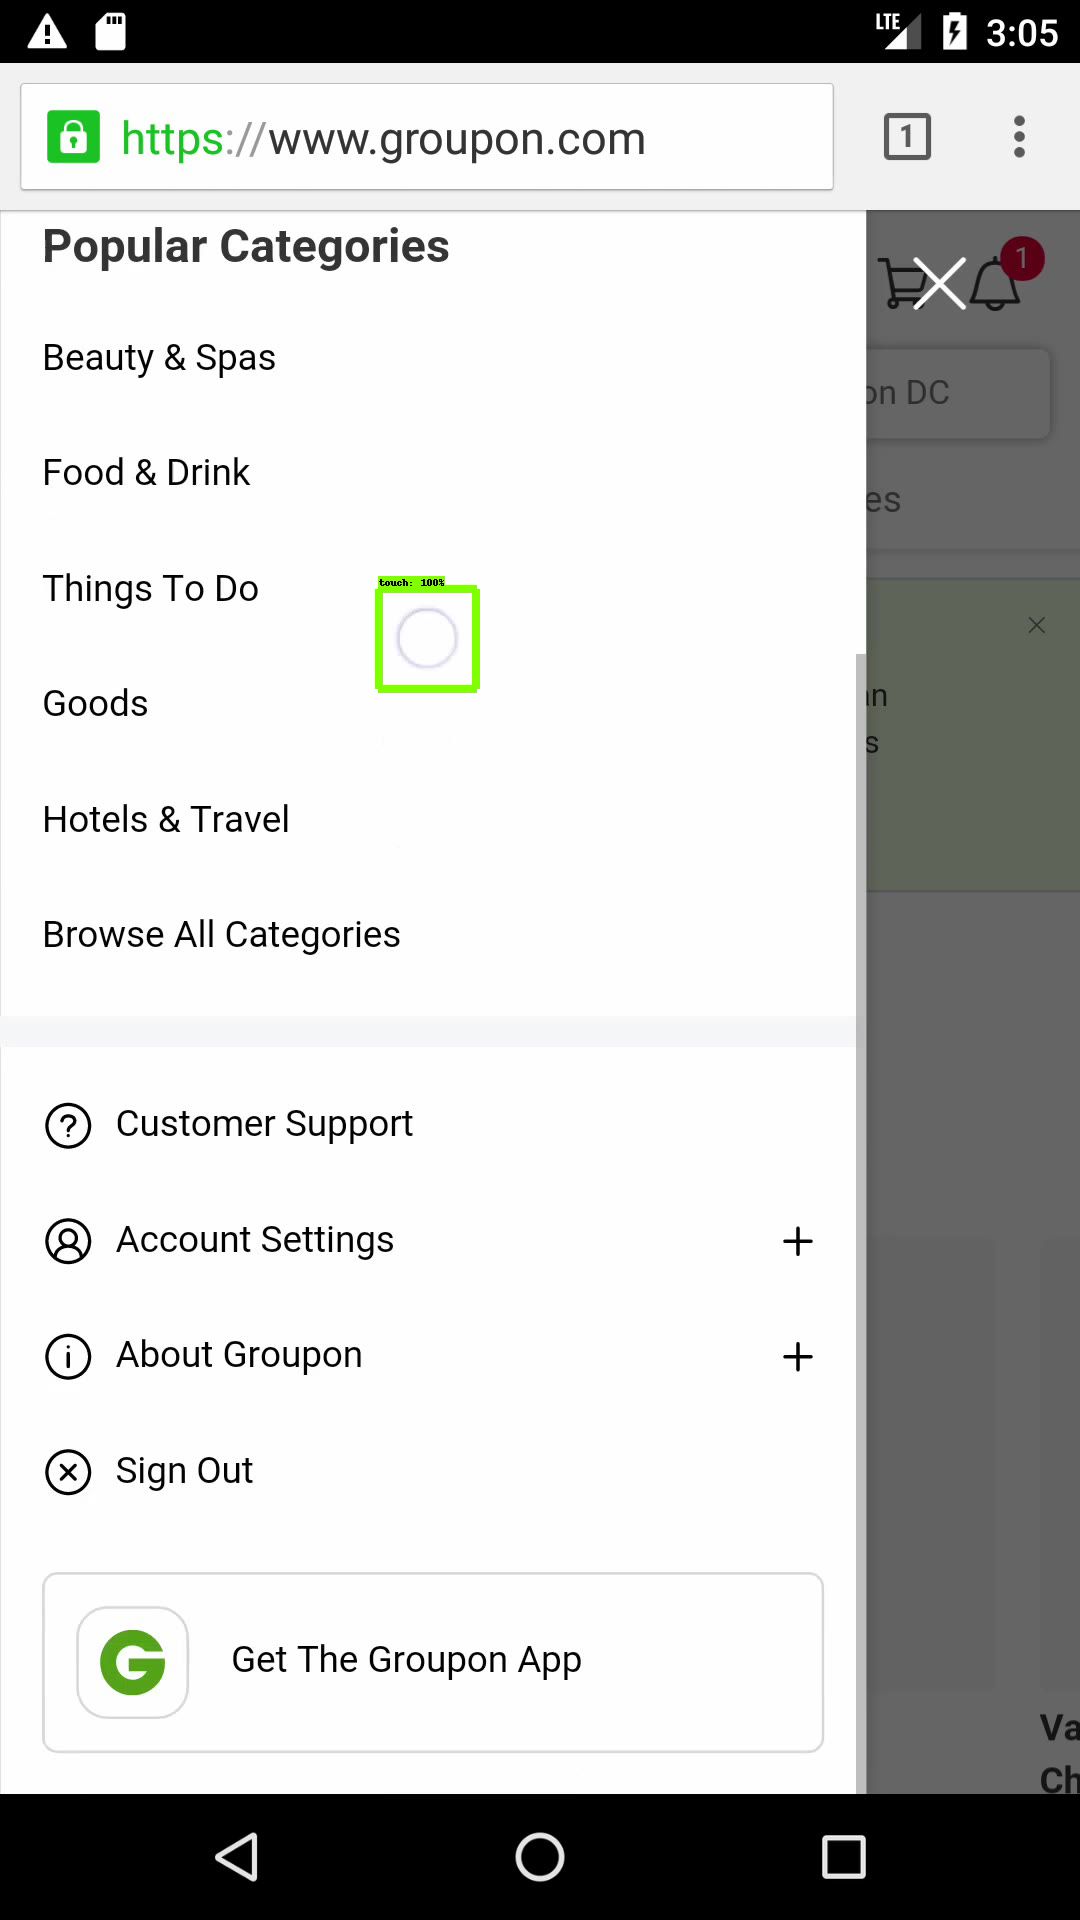 LTE 3:05
https://www.groupon.com
1
Popular Categories
1
Beauty & Spas
on DC
Food & Drink
es
Things To Do
touch: 100%
an
Goods
s
Hotels & Travel
Browse All Categories
Customer Support
Account Settings
About Groupon
Sign Out
G
Get The Groupon App
Va
Ch